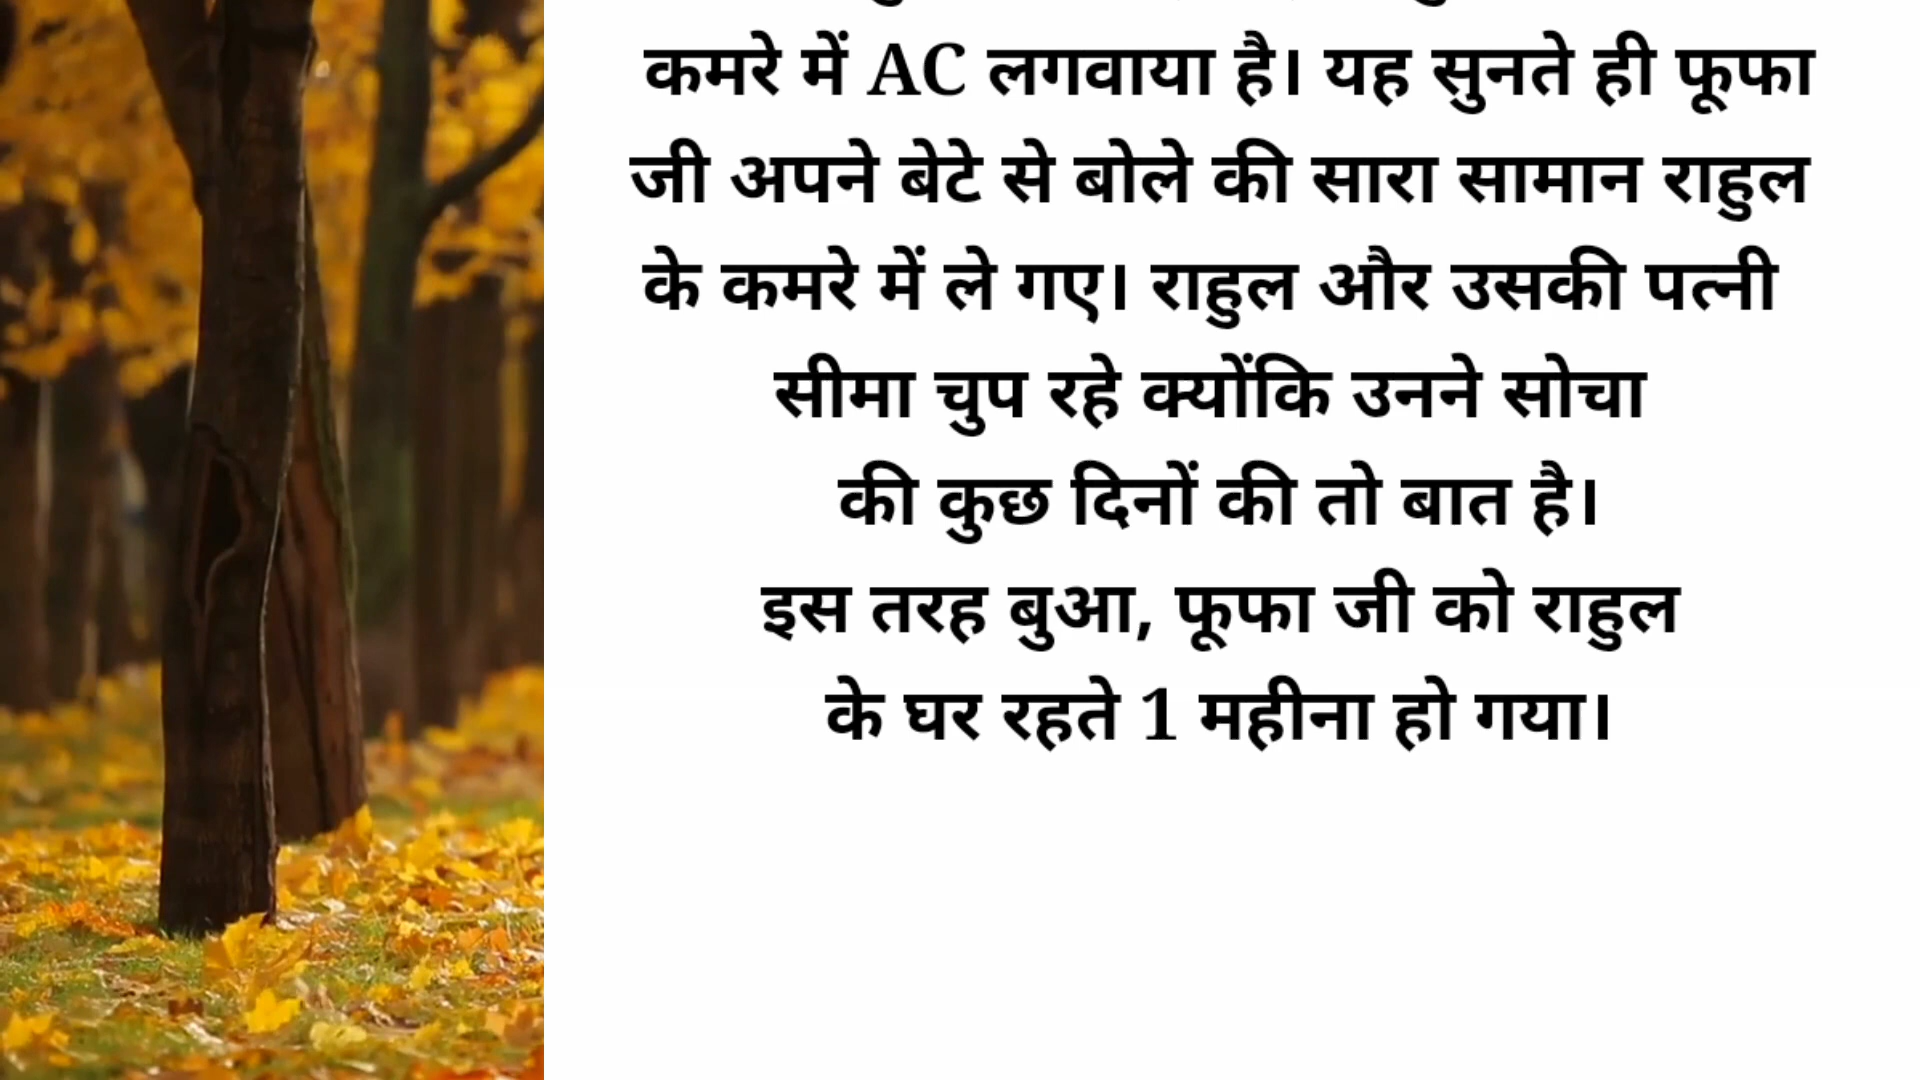 कमरे में AC लगवाया है। यह सुनते ही फूफा
जी अपने बेटे से बोले की सारा सामान राहुल
के कमरे में ले गए। राहुल और उसकी पत्नी
सीमा चुप रहे क्योंकि उनने सोचा
की कुछ दिनों की तो बात है।
इस तरह बुआ, फूफा जी को राहुल
के घर रहते 1 महीना हो गया।